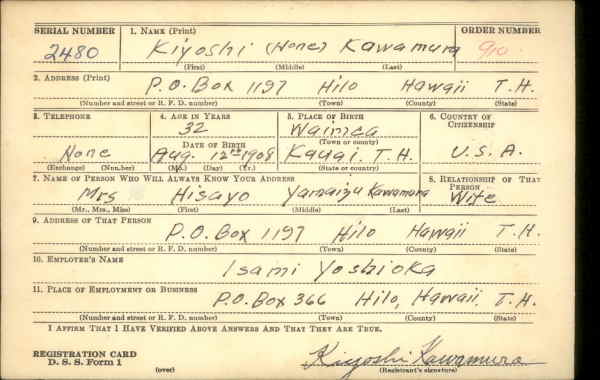 SERIAL NUMBER 1. NAME (Print) ORDER NUMBER
2480 Kiyoshi (None) Kawamura 910
(First) (Middle) (Last)
2. ADDRESS (Print)
P.O. Box 1197 Hilo Hawaii T.H.
(Number and street or R. F. D. number) (Town) (County) (State)
3. TELEPHONE 4. AGE IN YEARS 5. PLACE OF BIRTH 6. COUNTRY OF CITIZENSHIP
32 Waimea
DATE OF BIRTH (Town or county)
None Aug. 12th 1908 Kauai, T.H. U.S.A.
(Exchange) (Number) (Mo.) (Day) (Yr.) (State or country)
7. NAME OF PERSON WHO WILL ALWAYS KNOW YOUR ADDRESS 8. RELATIONSHIP OF THAT PERSON
Mrs Hisayo Kawamura Wife
(Mr., Mrs., Miss) (First) (Middle) (Last)
9. ADDRESS OF THAT PERSON
P.O. Box 1197 Hilo Hawaii T.H.
(Number and street or R. F. D. number) (Town) (County) (State)
10. EMPLOYER'S NAME
Isami Yoshioka
11. PLACE OF EMPLOYMENT OR BUSINESS
P.O. Box 366 Hilo, Hawaii, T.H.
(Number and street or R. F. D. number) (Town) (County) (State)
I AFFIRM THAT I HAVE VERIFIED ABOVE ANSWERS AND THAT THEY ARE TRUE.
REGISTRATION CARD
D. S. S. Form 1 Kiyoshi Kawamura
(over) (Registrant's signature)